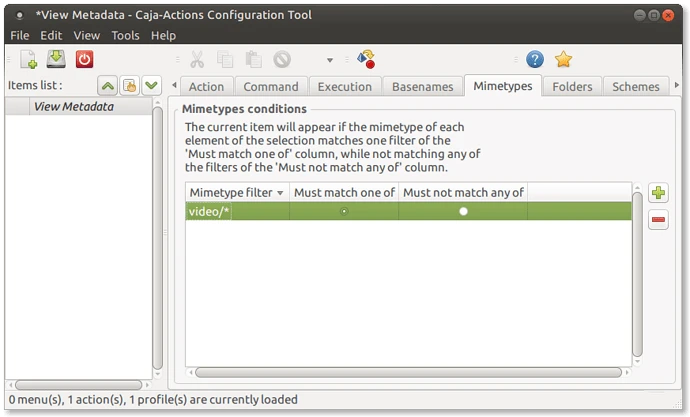 *View Metadata - Caja-Actions Configuration Tool
File Edit View Tools Help
Items list :
View Metadata
Action Command Execution Basenames Mimetypes Folders Schemes
Mimetypes conditions
The current item will appear if the mimetype of each
element of the selection matches one filter of the
'Must match one of' column, while not matching any of
the filters of the 'Must not match any of' column.
Mimetype filter Must match one of Must not match any of
video/*
0 menu(s), 1 action(s), 1 profile(s) are currently loaded